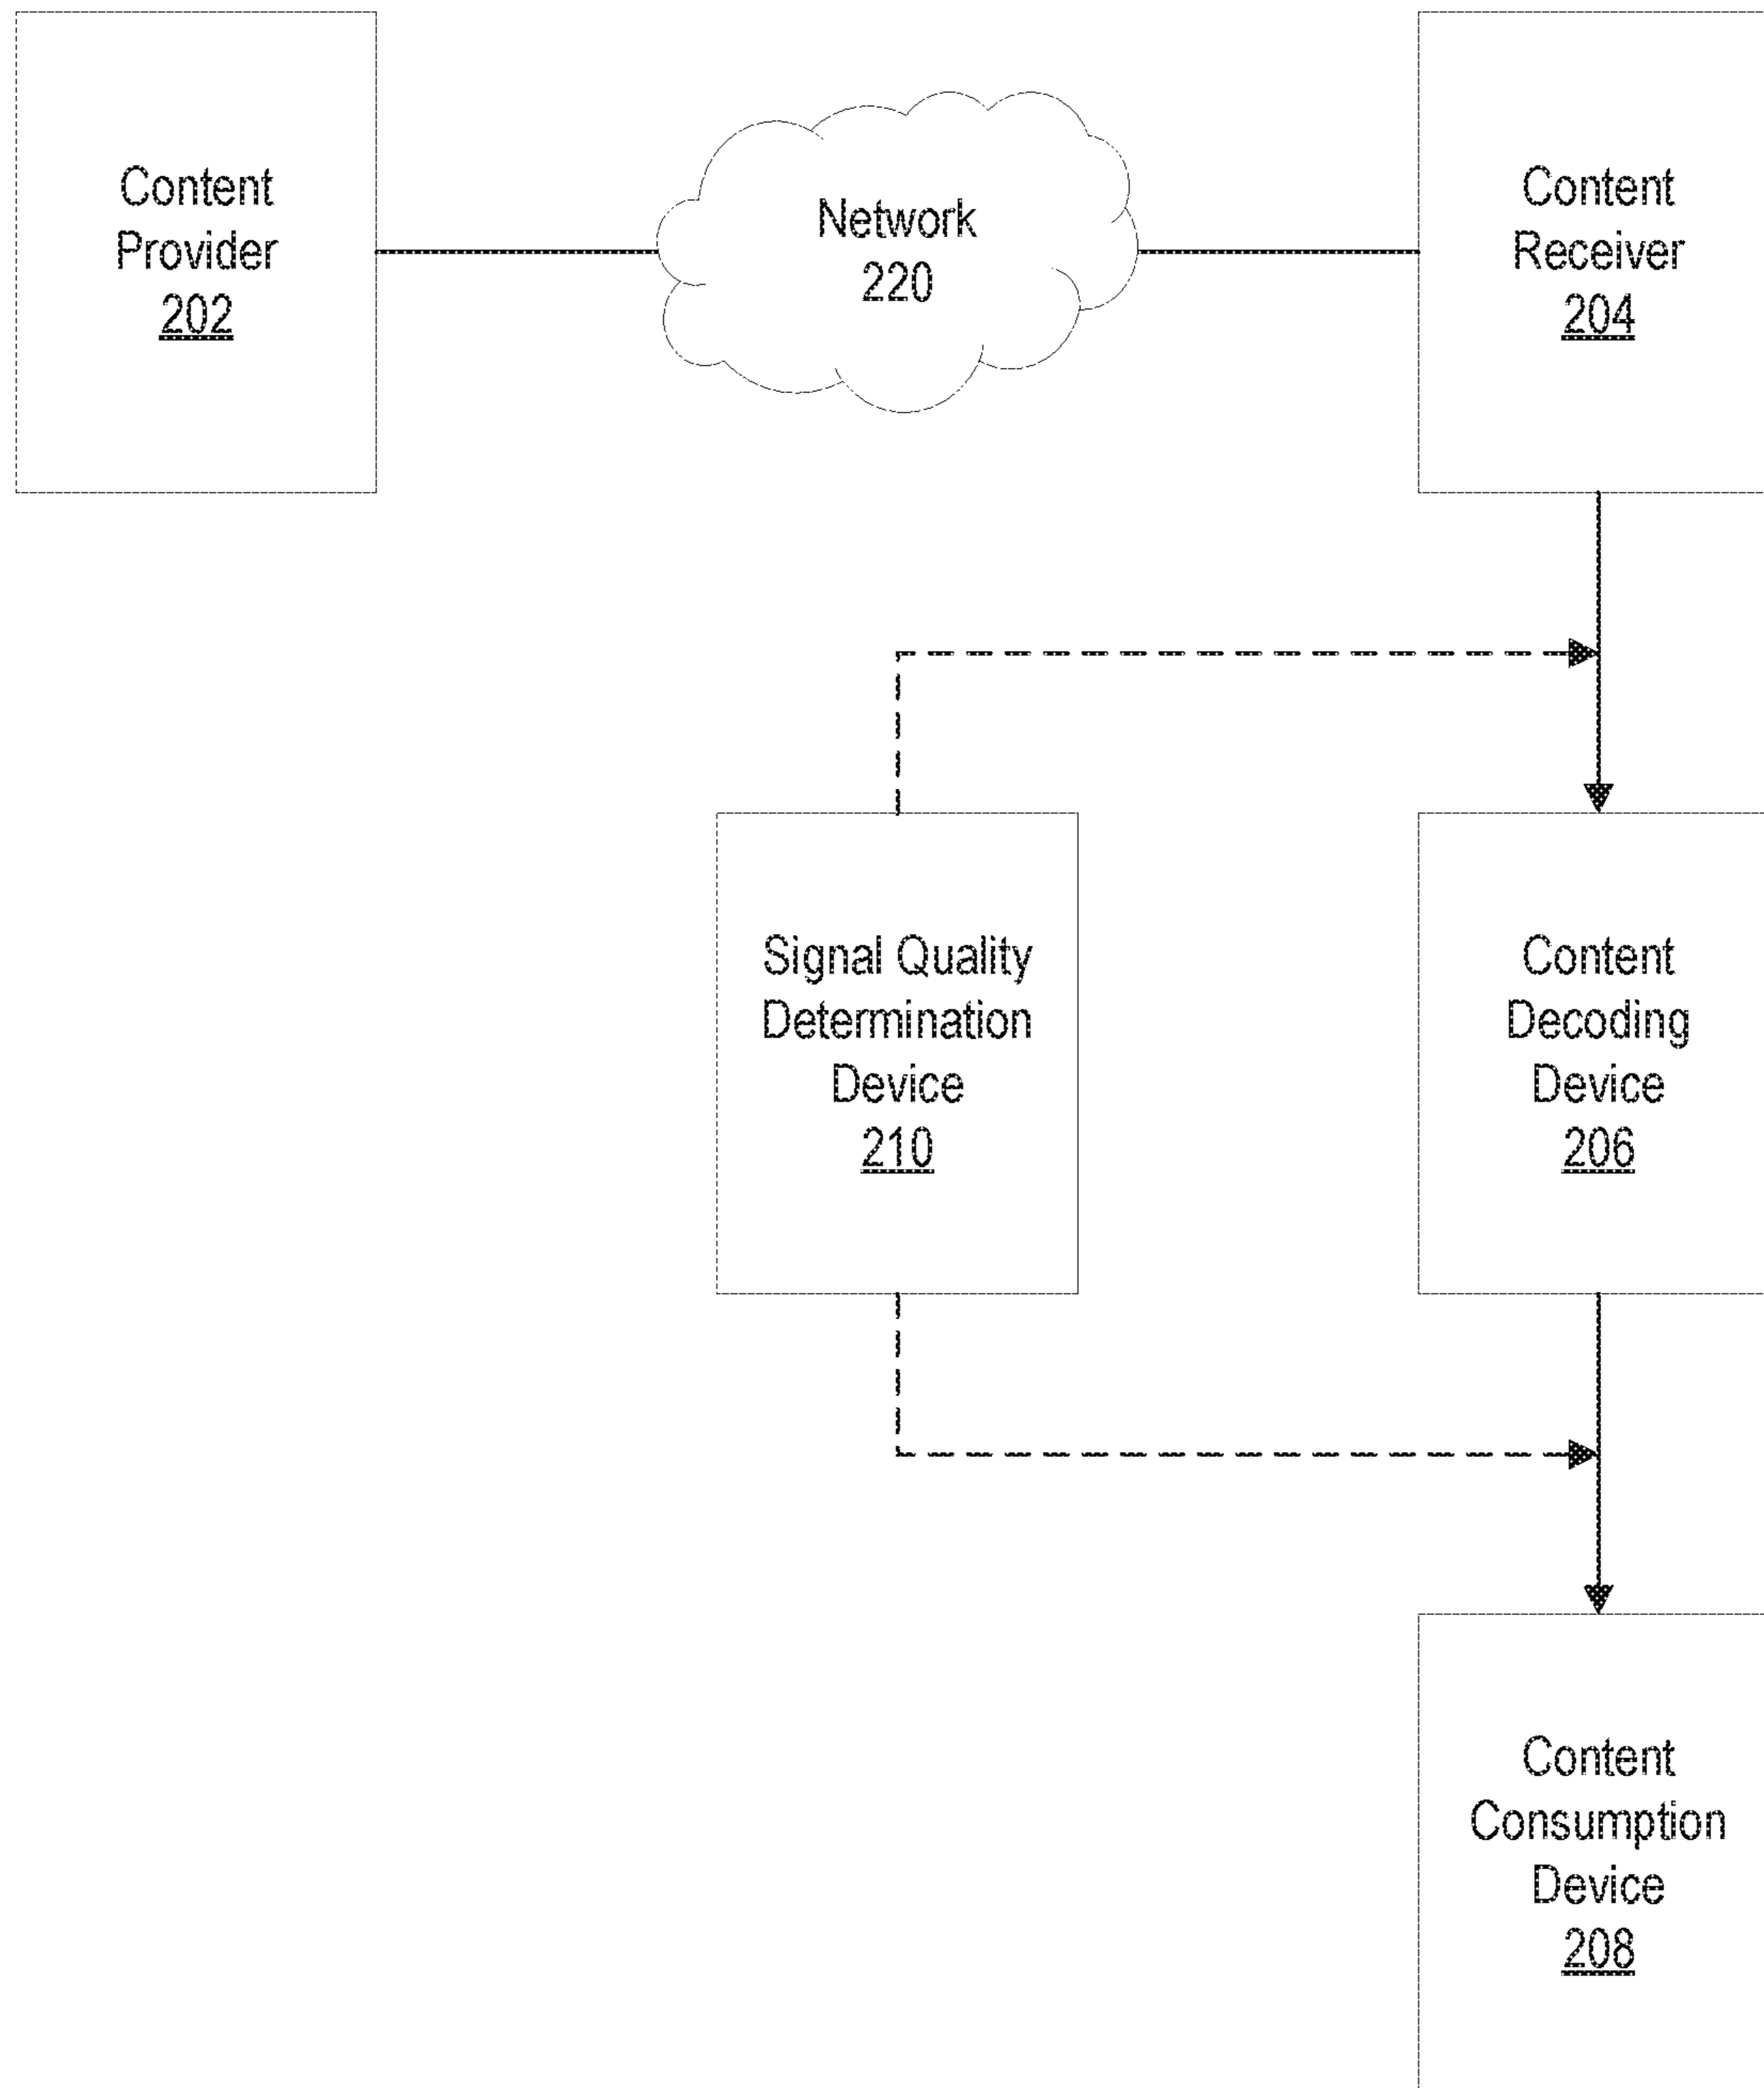 Content
Provider
202
Network
220
Content
Receiver
204
Signal Quality
Determination
Device
210
Content
Decoding
Device
206
Content
Consumption
Device
208